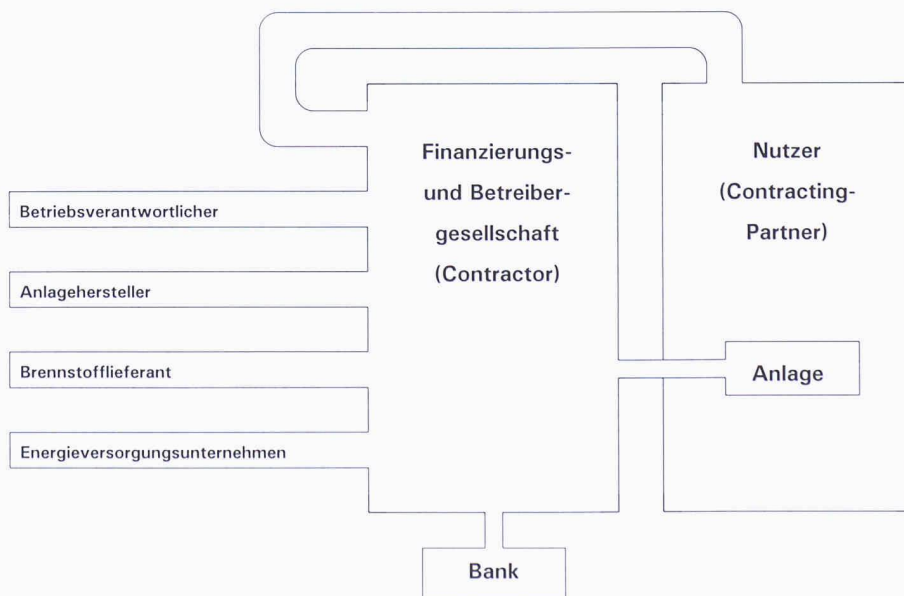 Finanzierungs-
und Betreiber-
gesellschaft
(Contractor)
Nutzer
(Contracting-
Partner)
Betriebsverantwortlicher
Anlagehersteller
Brennstofflieferant
Energieversorgungsunternehmen
Anlage
Bank